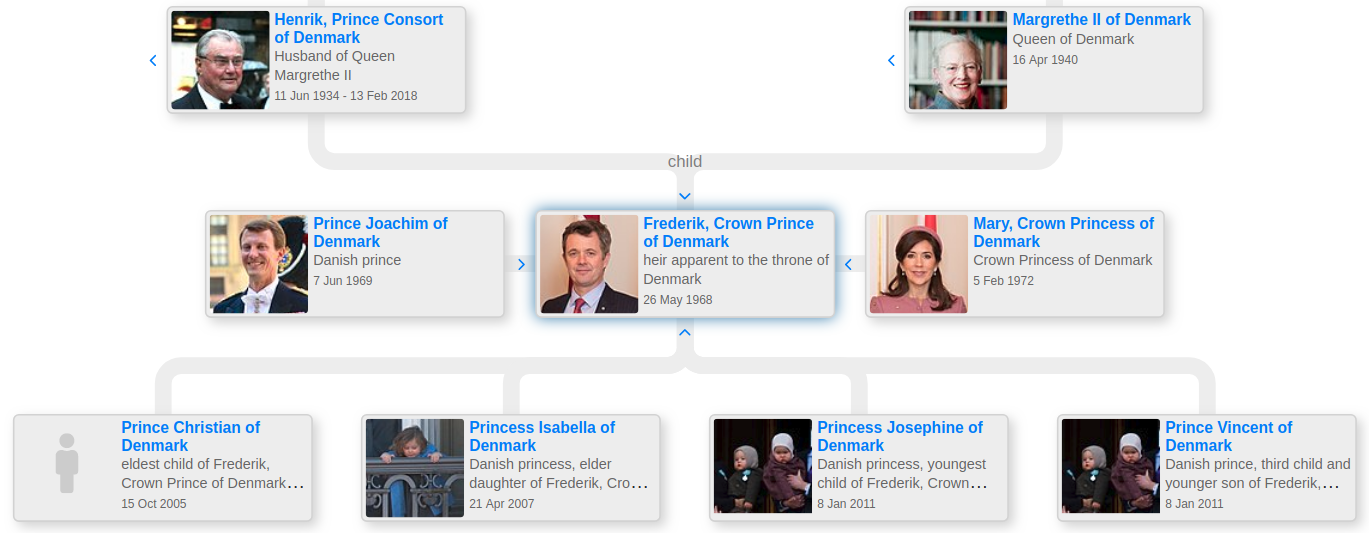 Henrik, Prince Consort
of Denmark
Husband of Queen
Margrethe II
11 Jun 1934 - 13 Feb 2018
Margrethe II of Denmark
Queen of Denmark
16 Apr 1940
child
Prince Joachim of
Denmark
Danish prince
7 Jun 1969
Frederik, Crown Prince
of Denmark
heir apparent to the throne of
Denmark
26 May 1968
Mary, Crown Princess of
Denmark
Crown Princess of Denmark
5 Feb 1972
Prince Christian of
Denmark
eldest child of Frederik,
Crown Prince of Denmark...
15 Oct 2005
Princess Isabella of
Denmark
Danish princess, elder
daughter of Frederik, Cro...
21 Apr 2007
Princess Josephine of
Denmark
Danish princess, youngest
child of Frederik, Crown...
8 Jan 2011
Prince Vincent of
Denmark
Danish prince, third child and
younger son of Frederik,...
8 Jan 2011